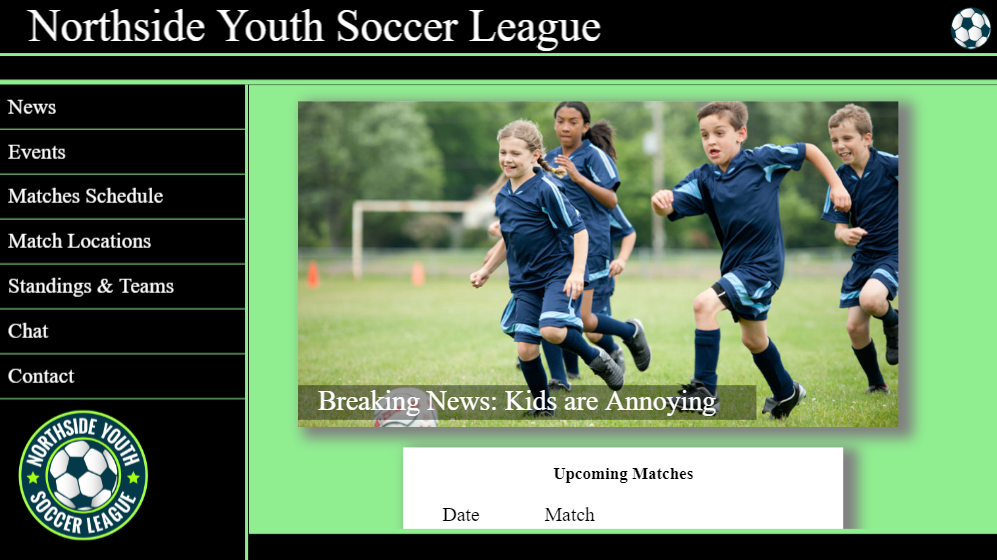 Northside Youth Soccer League
News
Events
Matches Schedule
Match Locations
Standings & Teams
Chat
Contact
NORTHSIDE YOUTH
SOCCER LEAGUE
Breaking News: Kids are Annoying
Upcoming Matches
Date Match